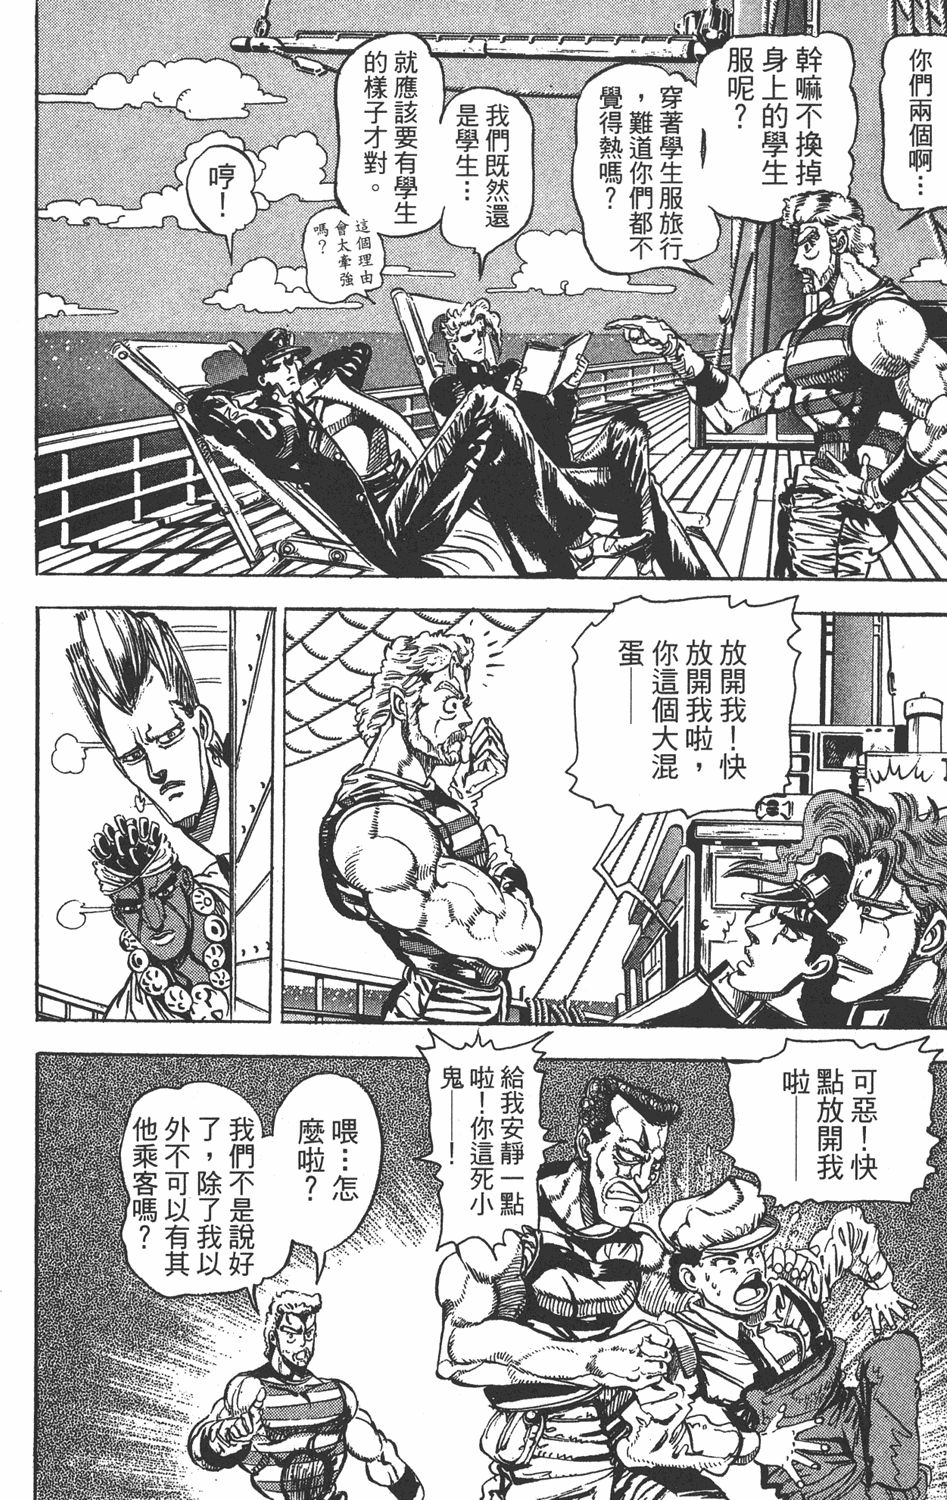 你們兩個啊…
幹嘛不換掉
身上的學生
服呢？
穿著學生服旅行
，難道你們都不
覺得熱嗎？
我們既然還
是學生…
就應該要有學生
的樣子才對。
這個理由
會太牽強
嗎？
哼！
放開我！快
放開我啦，
你這個大混
蛋——
可惡！快
點放開我
啦——
給我安靜一點
啦！你這死小
鬼——！
喂…怎
麼啦？
我們不是說好
了，除了我以
外不可以有其
他乘客嗎？